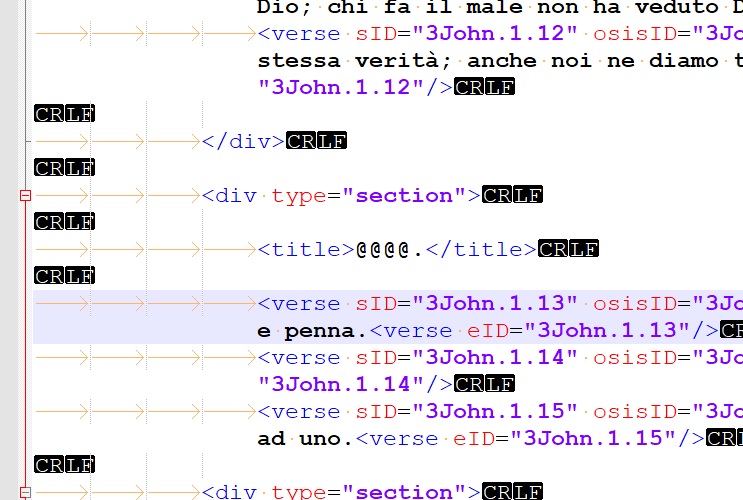 Dio; chi fa il male non ha veduto D
<verse sID="3John.1.12" osisID="3Jo
stessa verità; anche noi ne diamo t
"3John.1.12"/>CRLF
CRLF
</div>CRLF
CRLF
<div type="section">CRLF
CRLF
<title>@@@@.</title>CRLF
CRLF
<verse sID="3John.1.13" osisID="3Jo
e penna.<verse eID="3John.1.13"/>CR
<verse sID="3John.1.14" osisID="3Jo
"3John.1.14"/>CRLF
<verse sID="3John.1.15" osisID="3Jo
ad uno.<verse eID="3John.1.15"/>CRL
CRLF
<div type="section">CRLF